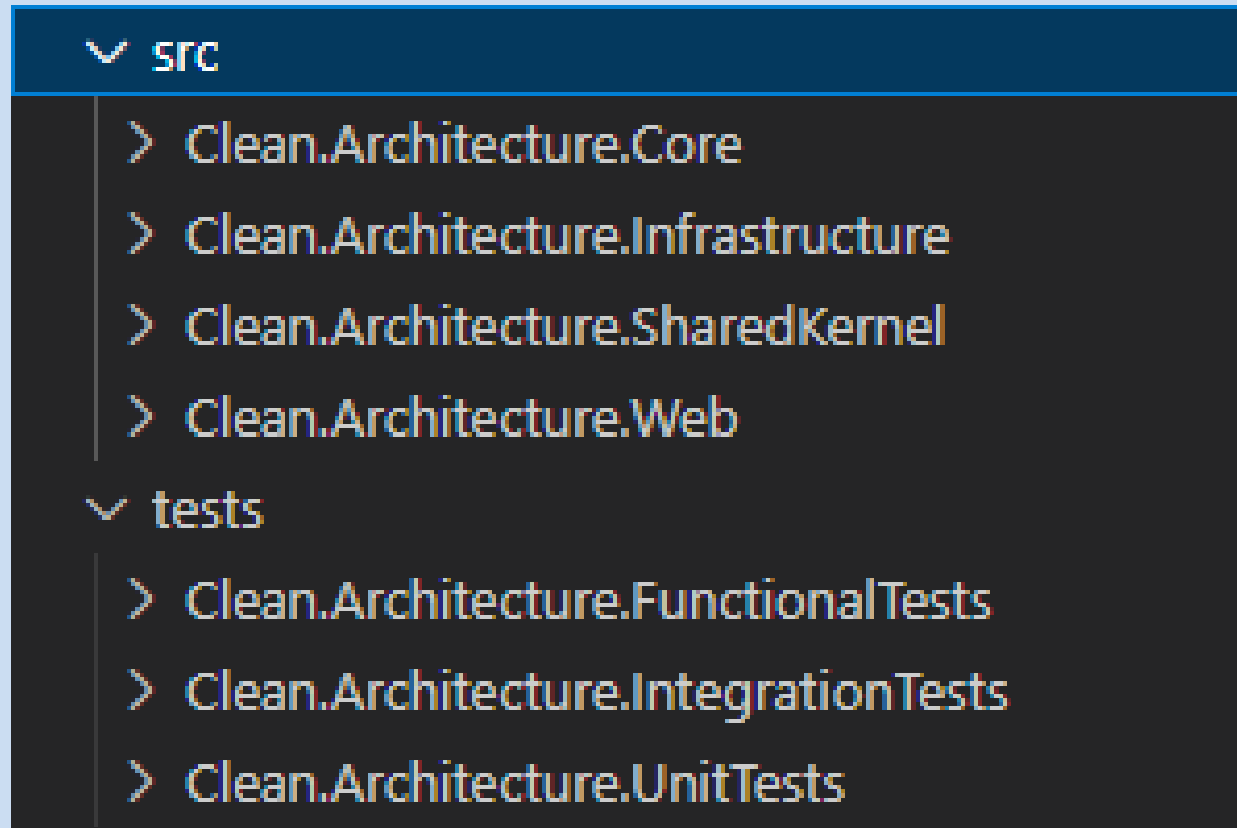 src
Clean.Architecture.Core
Clean.Architecture.Infrastructure
Clean.Architecture.SharedKernel
Clean.Architecture.Web
tests
Clean.Architecture.FunctionalTests
Clean.Architecture.IntegrationTests
Clean.Architecture.UnitTests